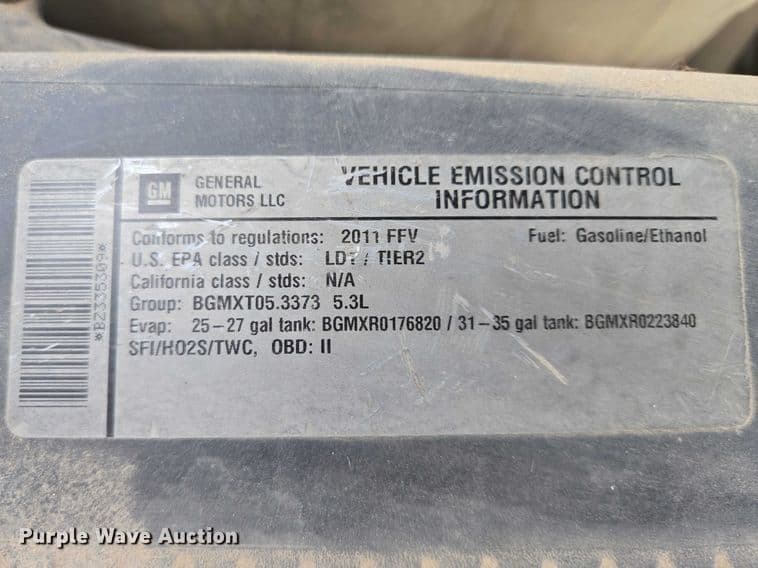 VEHICLE EMISSION CONTROL
INFORMATION
GM
GENERAL
MOTORS LLC
Conforms to regulations: 2011 FFV
Fuel: Gasoline/Ethanol
U.S. EPA class / stds: / TIER2
California class / stds: N/A
Group: BGMXT05.3373 5.3L
Evap: 25-27 gal tank: BGMXR0176820 / 31-35 gal tank: BGMXR0223840
SFI/HO2S/TWC, OBD: II
*BZ335309*
Purple Wave Auction